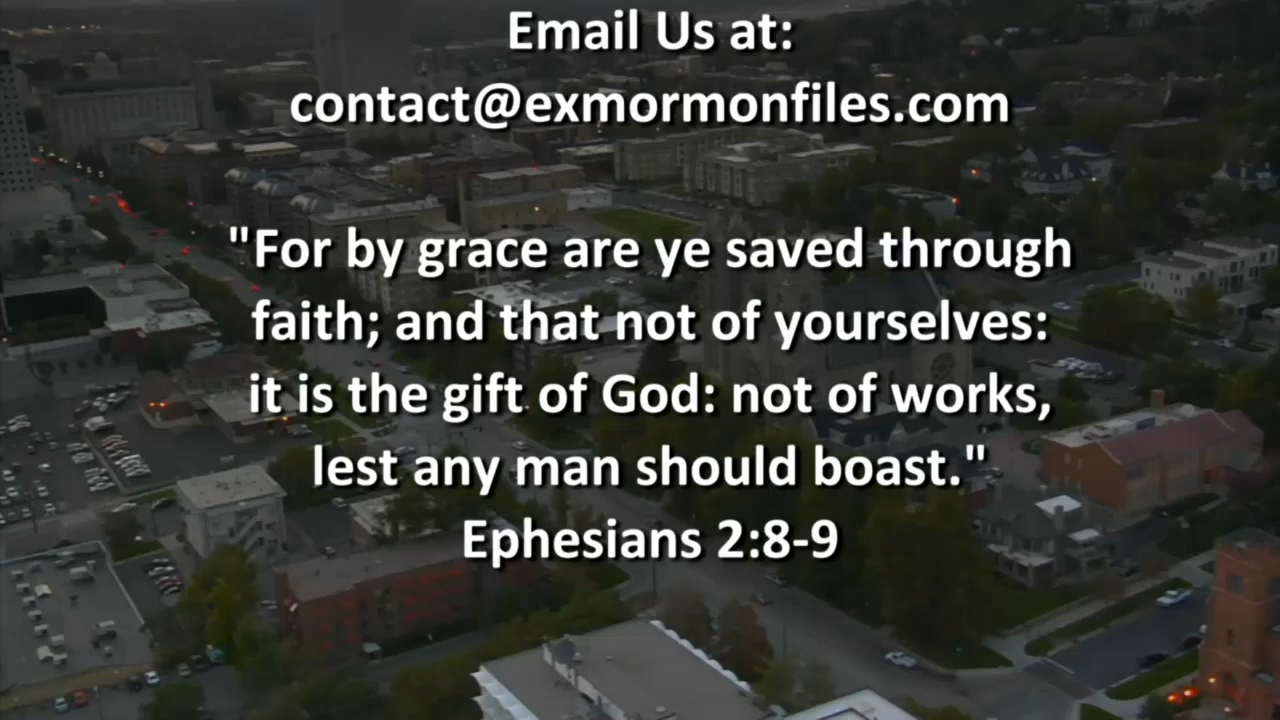 Email Us at:
contact@exmormonfiles.com
"For by grace are ye saved through
faith; and that not of yourselves:
it is the gift of God: not of works,
lest any man should boast."
Ephesians 2:8-9